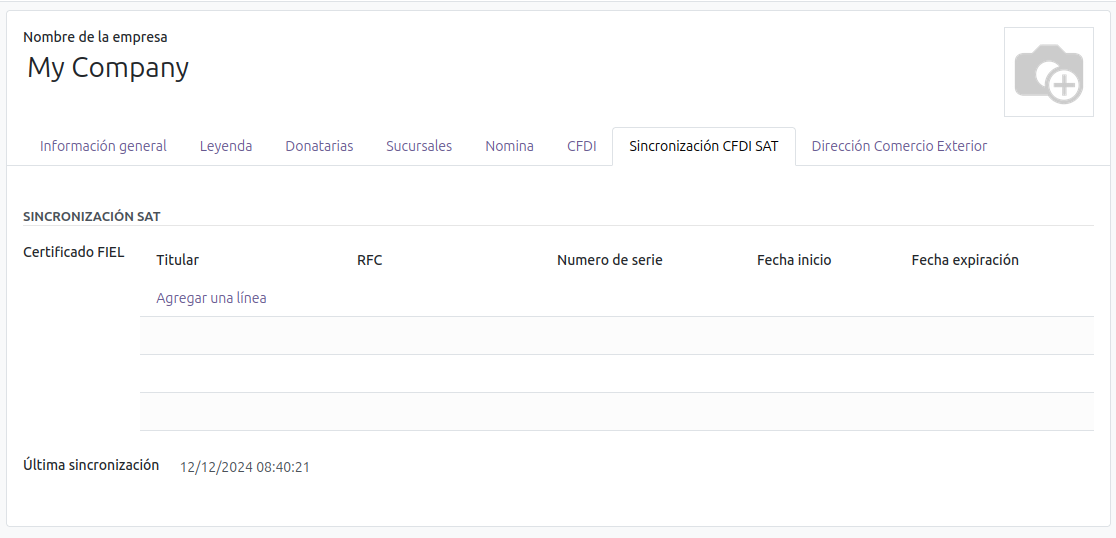 Nombre de la empresa
My Company
Información general Leyenda Donatarias Sucursales Nomina CFDI Sincronización CFDI SAT Dirección Comercio Exterior
SINCRONIZACIÓN SAT
Certificado FIEL
Titular RFC Numero de serie Fecha inicio Fecha expiración
Agregar una línea
Última sincronización 12/12/2024 08:40:21